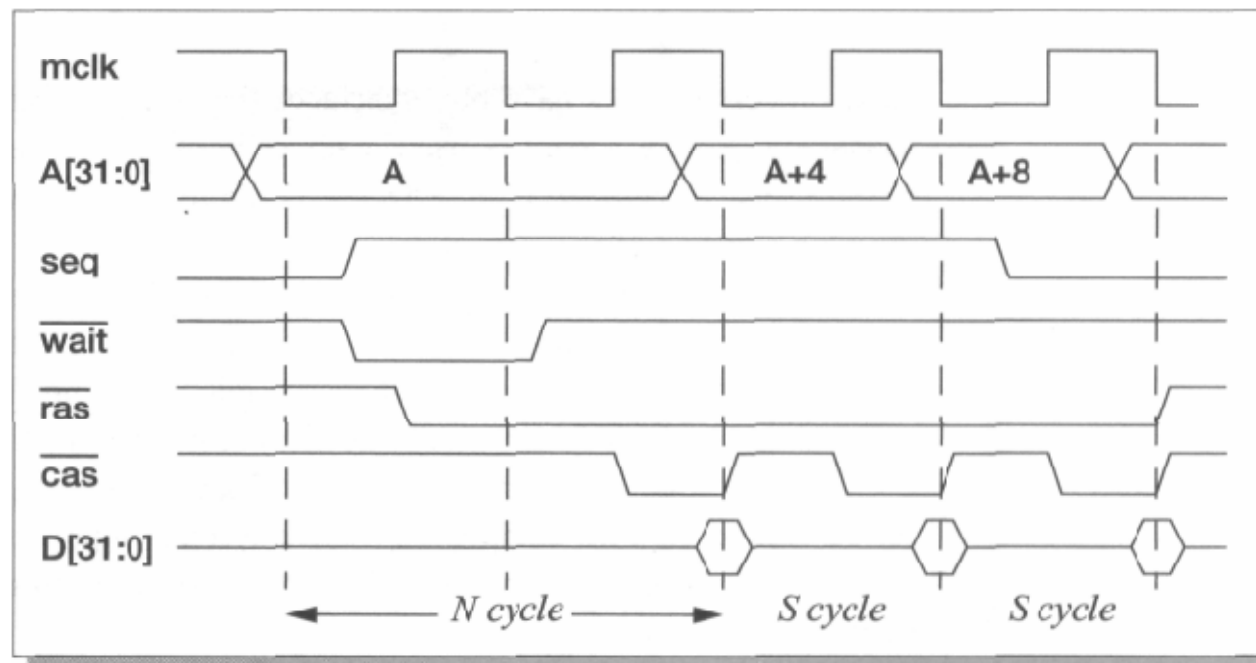 mclk
A[31:0] A A+4 A+8
seq
wait
ras
cas
D[31:0]
N cycle S cycle S cycle